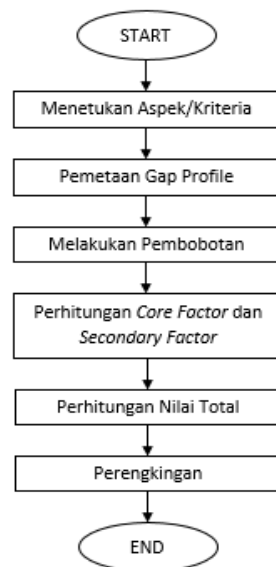 START
Menetukan Aspek/Kriteria
Pemetaan Gap Profile
Melakukan Pembobotan
Perhitungan Core Factor dan
Secondory Factor
Perhitungan Nilai Total
Perengkingan
END